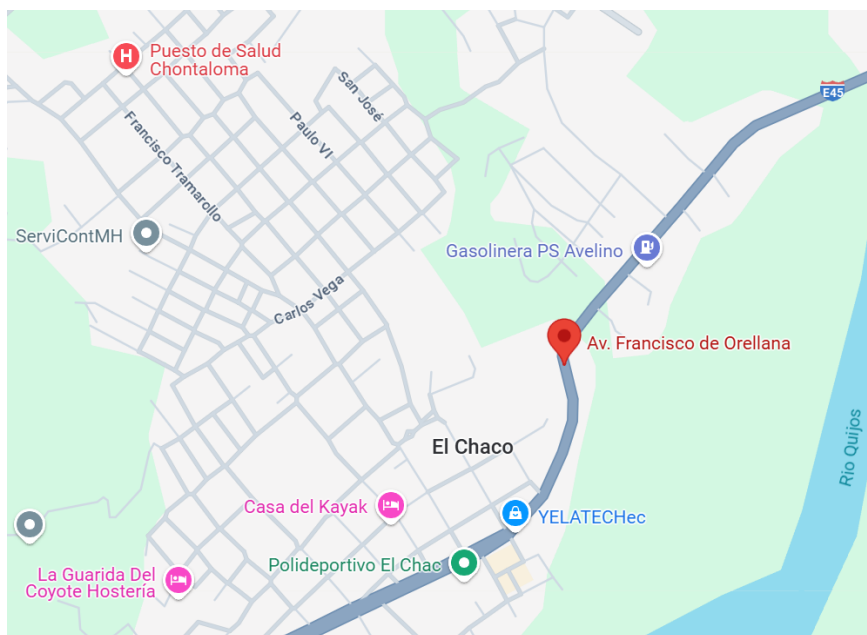 Puesto de Salud
Chontaloma
San José
E45
Paulo VI
Francisco Tramarollo
ServiContMH
Gasolinera PS Avelino
Carlos Vega
Av. Francisco de Orellana
El Chaco
Rio Quijos
Casa del Kayak
YELATECHec
Polideportivo El Chac
La Guarida Del
Coyote Hostería